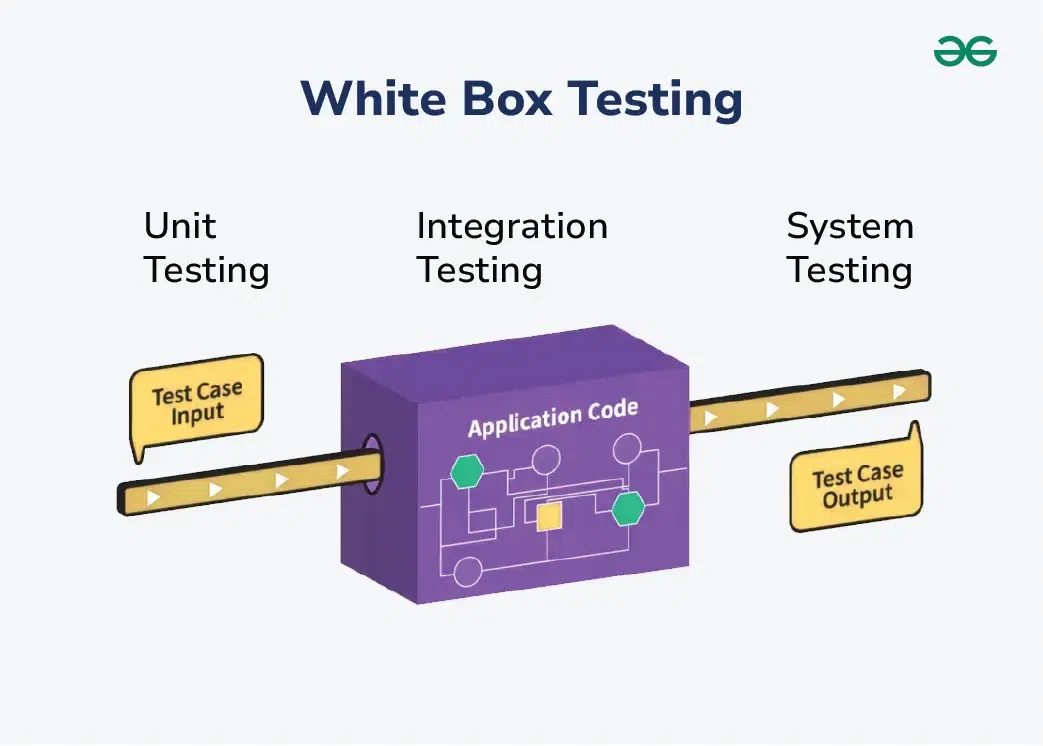 White Box Testing
Unit
Testing
Integration
Testing
System
Testing
Test Case
Input
Application Code
Test Case
Output